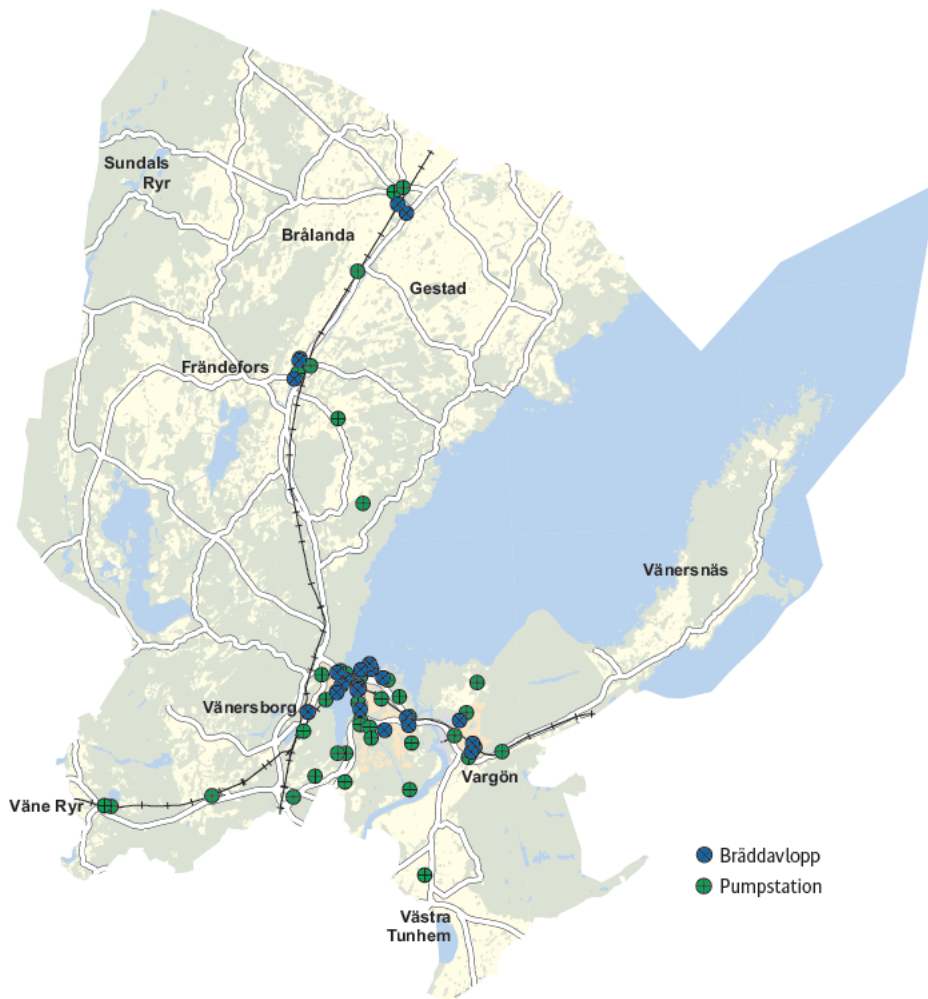 Sundals
Ryr
Brålanda
Gestad
Frändefors
Vänersnäs
Vänersborg
Vargön
Väne Ryr
Bräddavlopp
Pumpstation
Västra
Tunhem